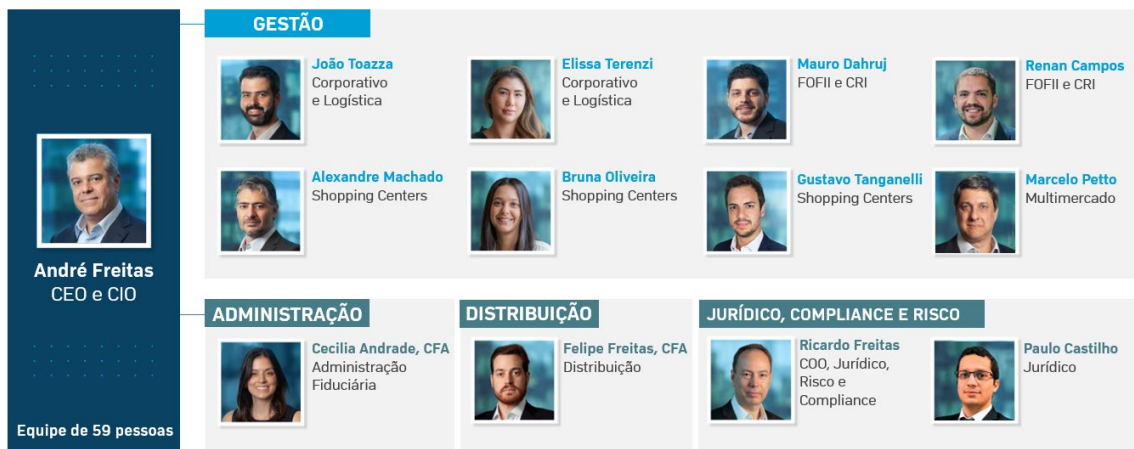 GESTÃO
João Toazza
Corporativo
e Logística
Elissa Terenzi
Corporativo
e Logística
Mauro Dahruj
FOFII e CRI
Renan Campos
FOFII e CRI
Alexandre Machado
Shopping Centers
Bruna Oliveira
Shopping Centers
Gustavo Tanganelli
Shopping Centers
Marcelo Petto
Multimercado
André Freitas
CEO e CIO
Equipe de 59 pessoas
ADMINISTRAÇÃO
Cecilia Andrade, CFA
Administração
Fiduciária
DISTRIBUIÇÃO
Felipe Freitas, CFA
Distribuição
JURÍDICO, COMPLIANCE E RISCO
Ricardo Freitas
COO, Jurídico,
Risco e
Compliance
Paulo Castilho
Jurídico